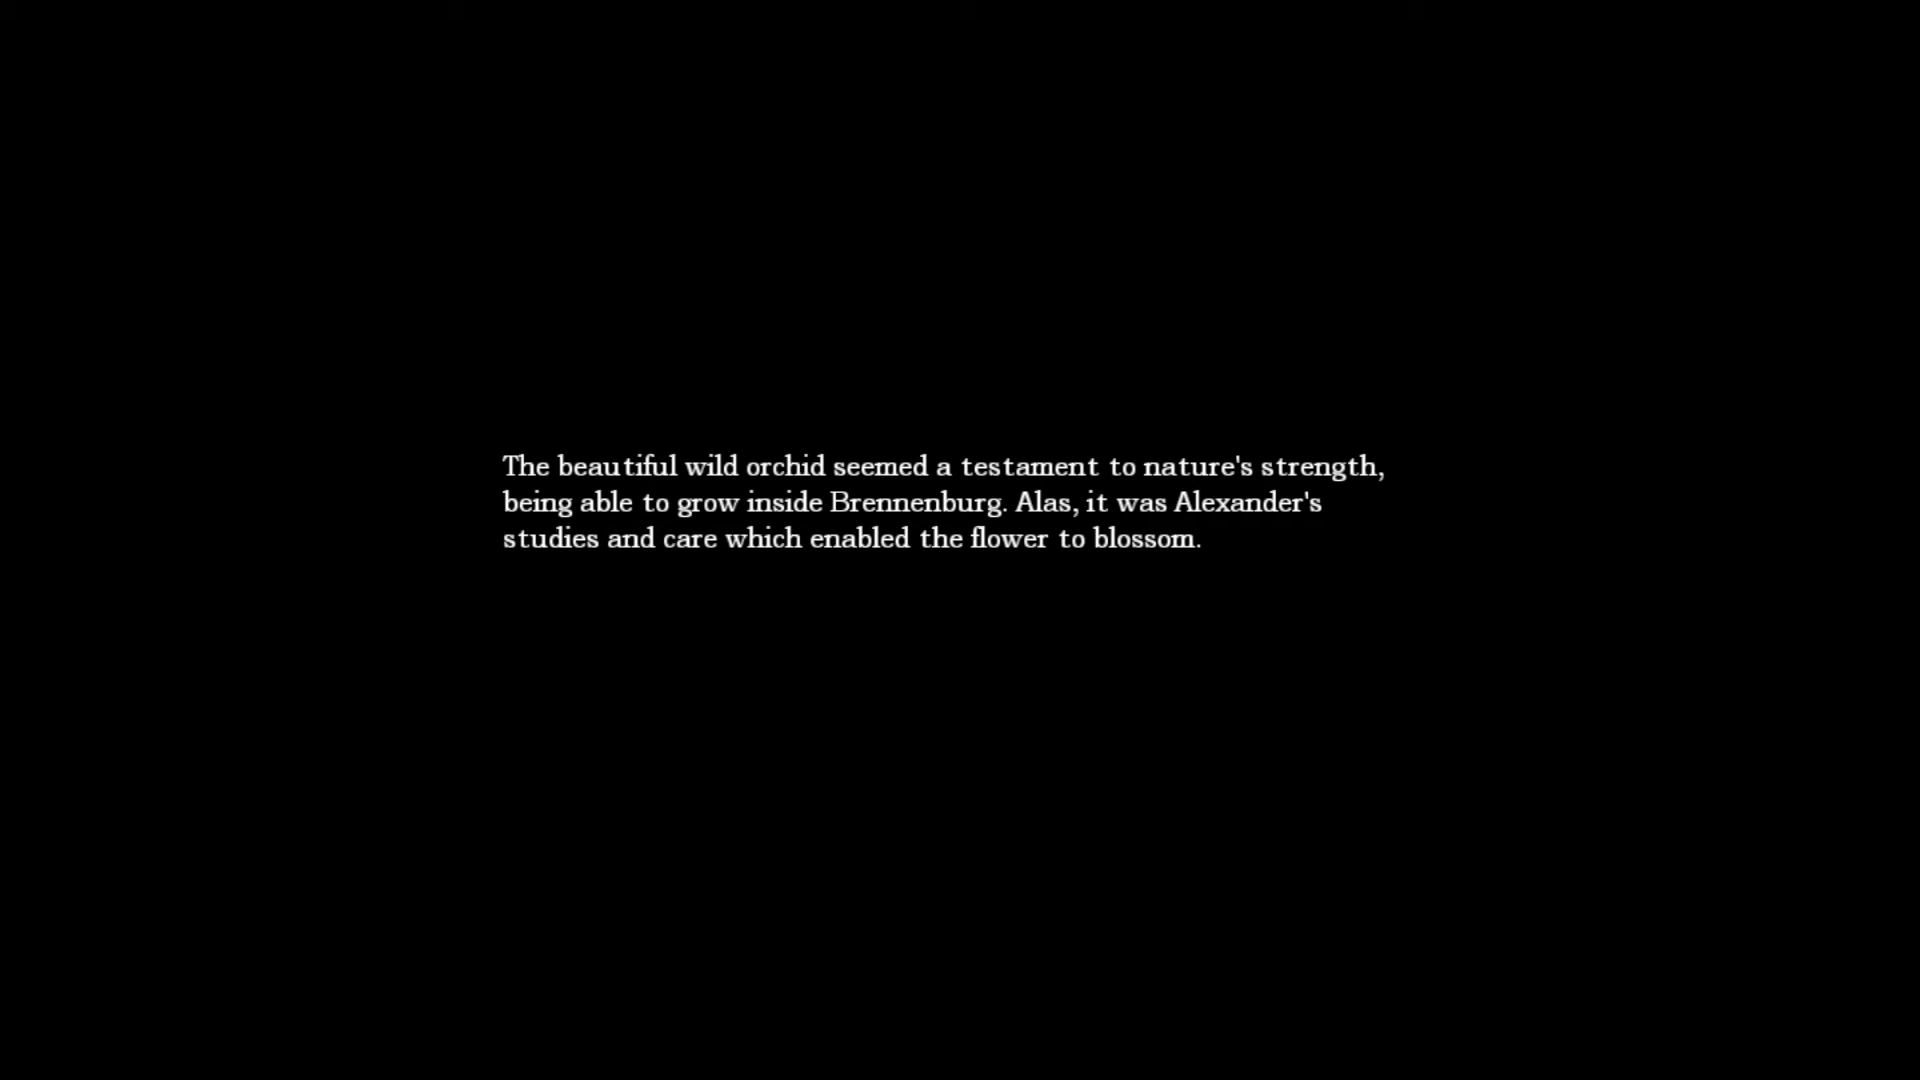 The beautiful wild orchid seemed a testament to nature's strength,
being able to grow inside Brennenburg. Alas, it was Alexander's
studies and care which enabled the flower to blossom.